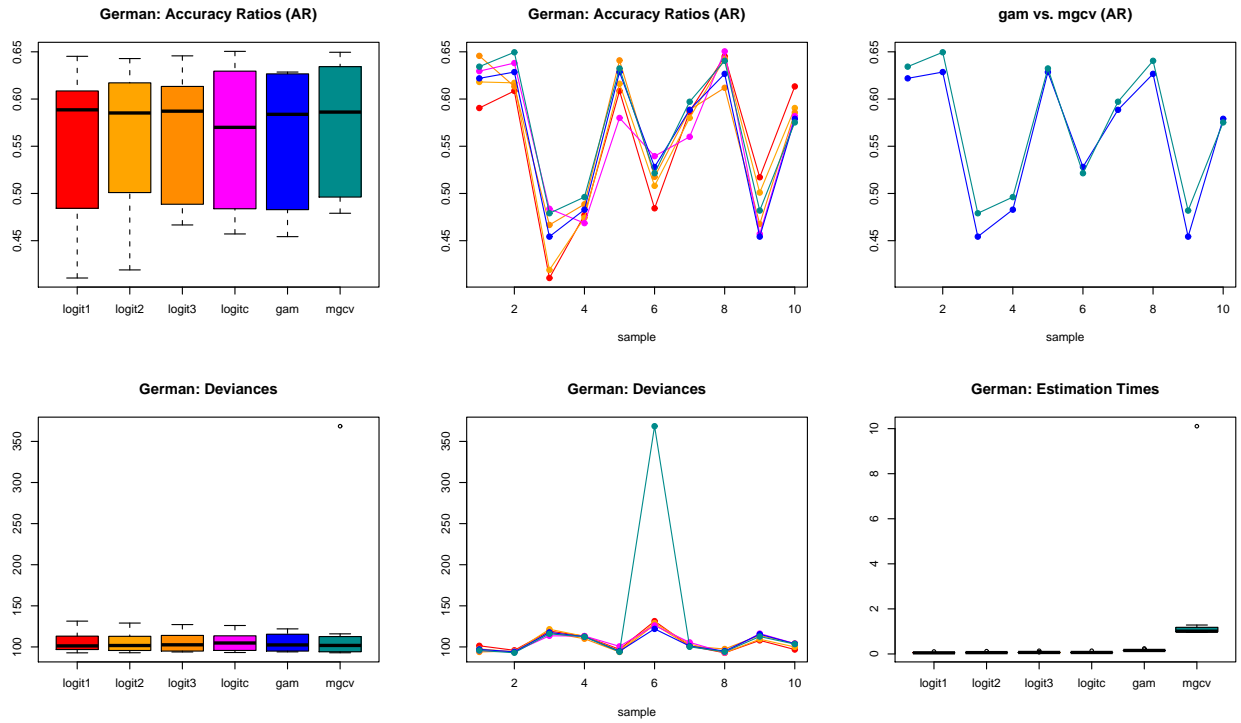 German: Accuracy Ratios (AR)
0.45 0.50 0.55 0.60 0.65
logit1 logit2 logit3 logitc gam mgcv
German: Accuracy Ratios (AR)
0.45 0.50 0.55 0.60 0.65
2 4 6 8 10
sample
gam vs. mgcv (AR)
0.45 0.50 0.55 0.60 0.65
2 4 6 8 10
sample
German: Deviances
100 150 200 250 300 350
logit1 logit2 logit3 logitc gam mgcv
German: Deviances
100 150 200 250 300 350
2 4 6 8 10
sample
German: Estimation Times
0 2 4 6 8 10
logit1 logit2 logit3 logitc gam mgcv